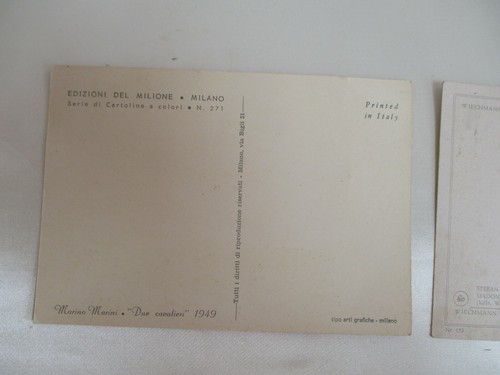 EDIZIONI DEL MILIONE • MILANO
Serie di Cartoline a colori • N. 271
Printed
in Italy
Tutti i diritti di riproduzione riservati - Milano, via Bigli 21
Marino Marini • "Due cavalieri" 1949
arti grafiche - milano
WIECHMANN